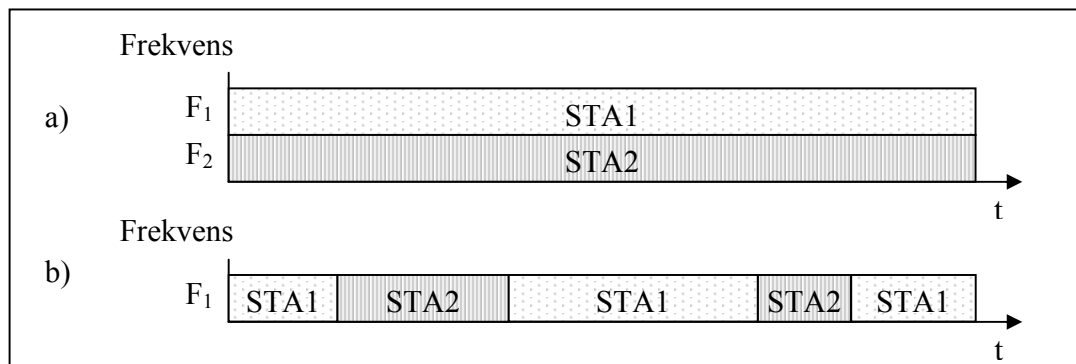 Frekvens
a)
F₁ STA1
F₂ STA2
t
Frekvens
b)
F₁ STA1 STA2 STA1 STA2 STA1
t